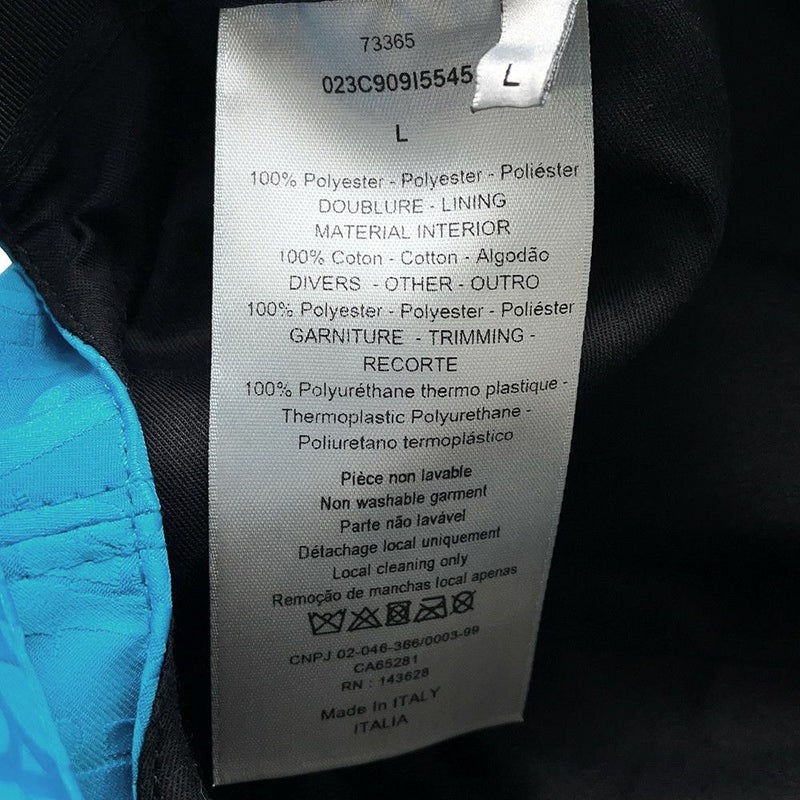 73365
023C909I5545
L
L
100% Polyester - Polyester - Poliéster
DOUBLURE - LINING
MATERIAL INTERIOR
100% Coton - Cotton - Algodão
DIVERS - OTHER - OUTRO
100% Polyester - Polyester - Poliéster
GARNITURE - TRIMMING -
RECORTE
100% Polyuréthane thermo plastique -
Thermoplastic Polyurethane -
Poliuretano termoplástico
Pièce non lavable
Non washable garment
Parte não lavável
Détachage local uniquement
Local cleaning only
Remoção de manchas local apenas
CNPJ 02-046-386/0003-99
CA65281
RN : 143628
Made In ITALY
ITALIA